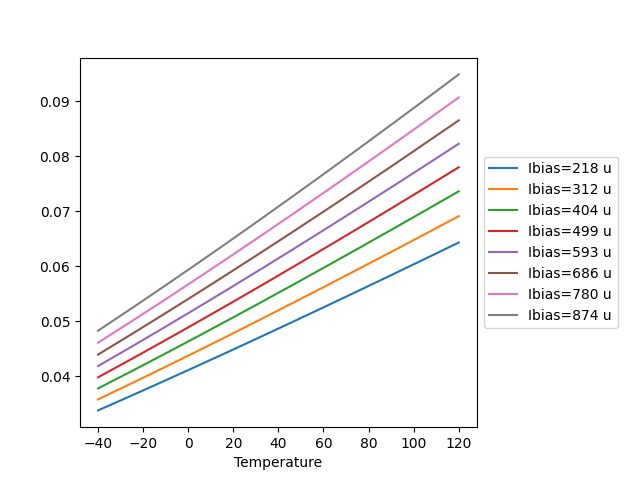 0.09
0.08
0.07
0.06
0.05
0.04
−40
−20
0
20
40
60
80
100
120
Temperature
Ibias=218 u
Ibias=312 u
Ibias=404 u
Ibias=499 u
Ibias=593 u
Ibias=686 u
Ibias=780 u
Ibias=874 u